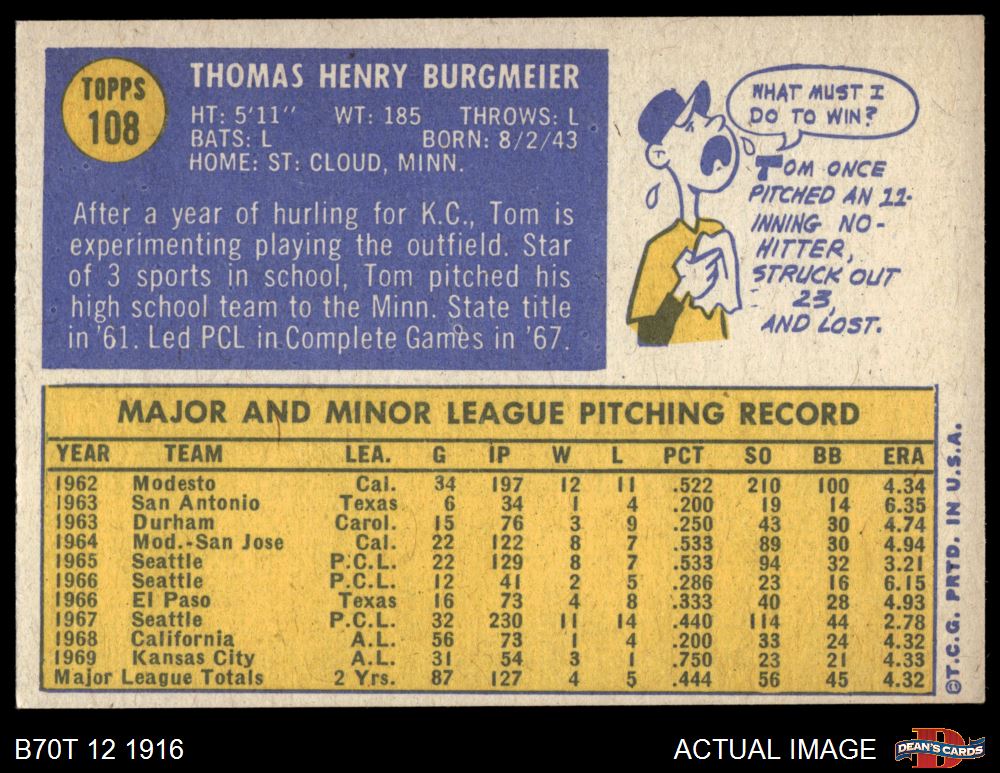 TOPPS
108
THOMAS HENRY BURGMEIER
HT: 5'11" WT: 185 THROWS: L
BATS: L BORN: 8/2/43
HOME: ST: CLOUD, MINN.
After a year of hurling for K.C., Tom is
experimenting playing the outfield. Star
of 3 sports in school, Tom pitched his
high school team to the Minn. State title
in '61. Led PCL in Complete Games in '67.
WHAT MUST I
DO TO WIN?
TOM ONCE
PITCHED AN 11-
INNING NO-
HITTER,
STRUCK OUT
23,
AND LOST.
MAJOR AND MINOR LEAGUE PITCHING RECORD
YEAR TEAM LEA. G IP W L PCT SO BB ERA
1962 Modesto Cal. 34 197 12 11 .522 210 100 4.34
1963 San Antonio Texas 6 34 1 4 .200 19 14 6.35
1963 Durham Carol. 15 76 3 9 .250 43 30 4.74
1964 Mod.-San Jose Cal. 22 122 8 7 .533 89 30 4.94
1965 Seattle P.C.L. 22 129 8 7 .533 94 32 3.21
1966 Seattle P.C.L. 12 41 2 5 .286 23 16 6.15
1966 El Paso Texas 16 73 4 8 .333 40 28 4.93
1967 Seattle P.C.L. 32 230 11 14 .440 114 44 2.78
1968 California A.L. 56 73 1 4 .200 33 24 4.32
1969 Kansas City A.L. 31 54 3 1 .750 23 21 4.33
Major League Totals 2 Yrs. 87 127 4 5 .444 56 45 4.32
©T.C.G. PRTD. IN U.S.A.
B70T 12 1916
ACTUAL IMAGE
D
DEAN'S CARDS